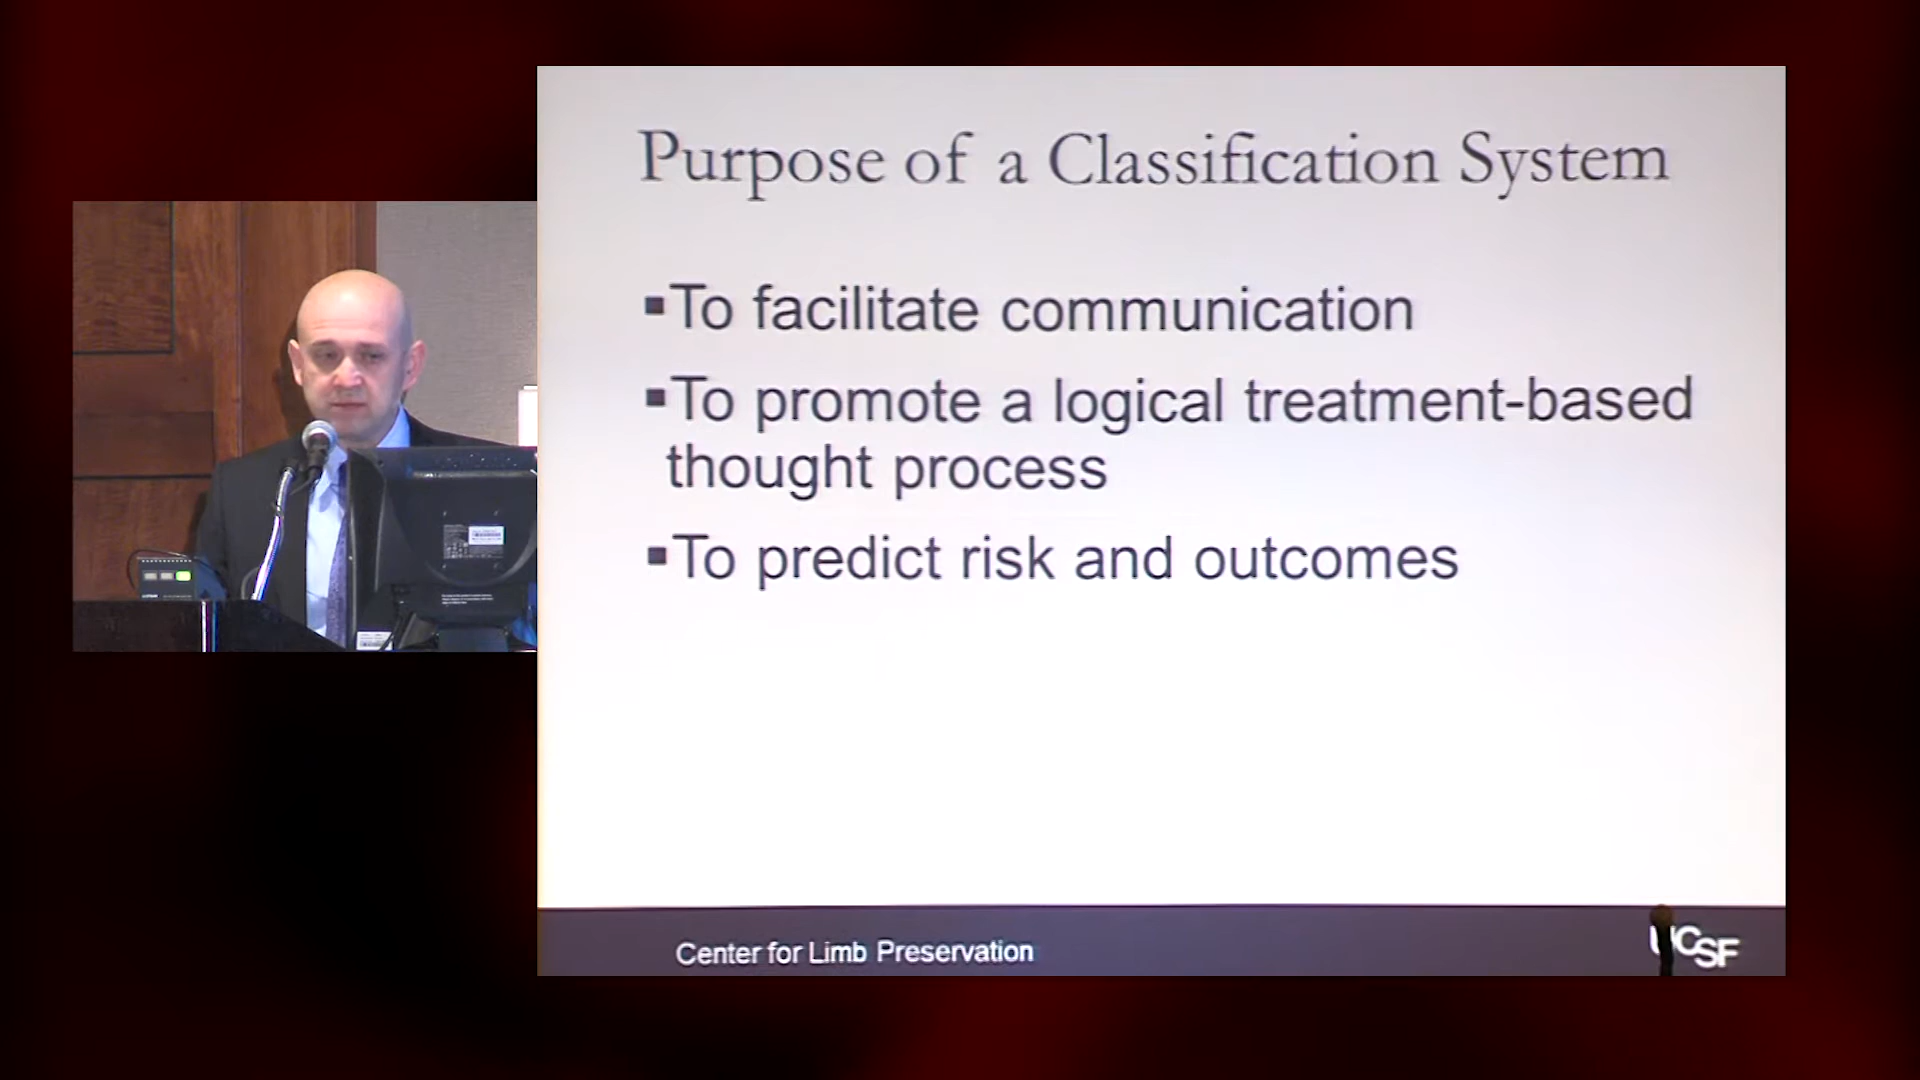 Purpose of a Classification System
▪To facilitate communication
▪To promote a logical treatment-based
thought process
▪To predict risk and outcomes
Center for Limb Preservation
UCSF